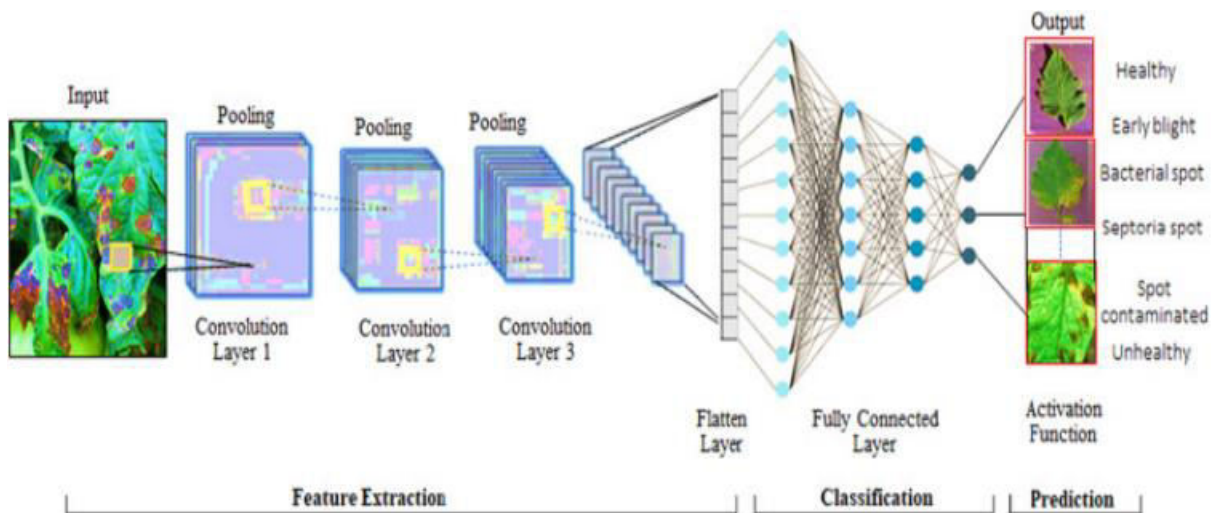 Input
Pooling
Pooling
Pooling
Convolution
Layer 1
Convolution
Layer 2
Convolution
Layer 3
Flatten
Layer
Fully Connected
Layer
Output
Healthy
Early blight
Bacterial spot
Septoria spot
Spot
contaminated
Unhealthy
Activation
Function
Feature Extraction
Classification
Prediction